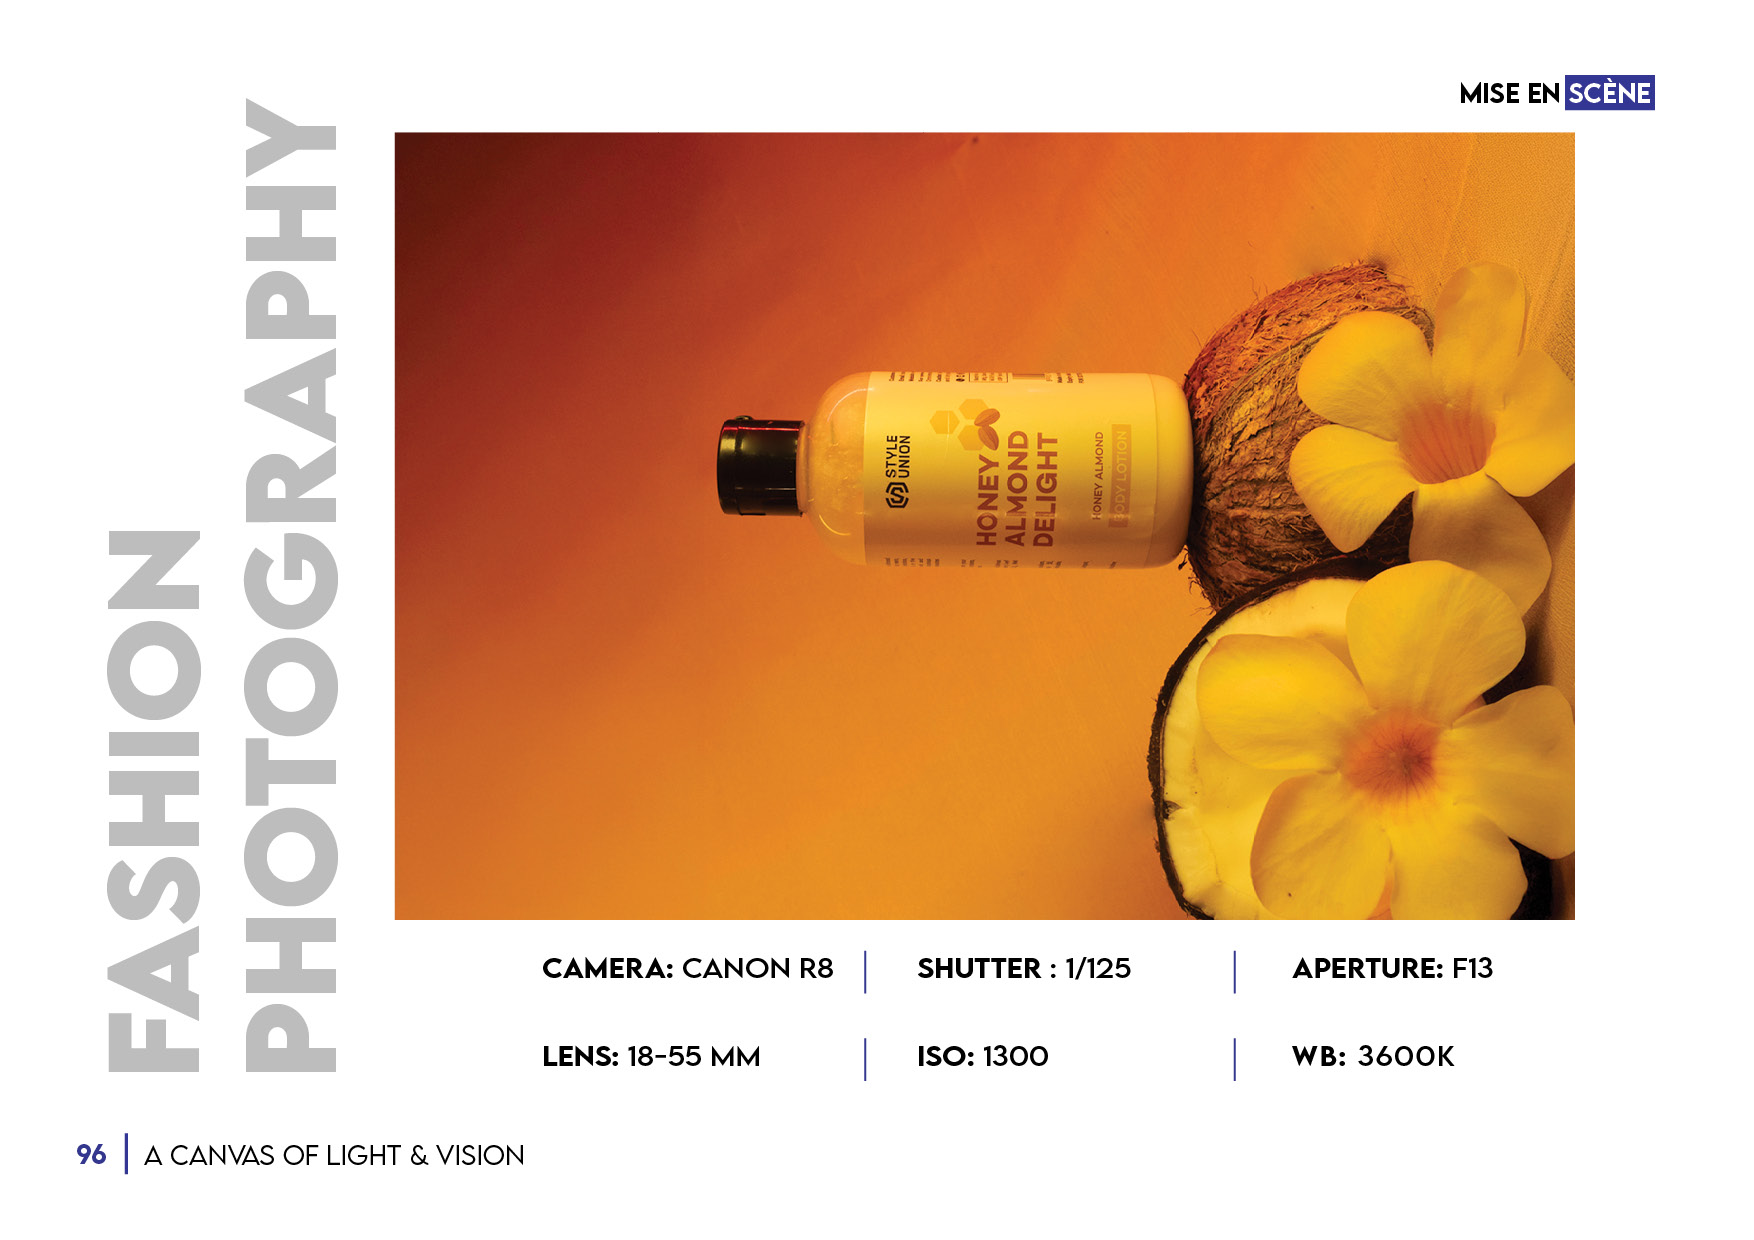 MISE EN SCÈNE
FASHION
PHOTOGRAPHY
STYLE
UNION
HONEY
ALMOND
DELIGHT
HONEY ALMOND
BODY LOTION
CAMERA: CANON R8
SHUTTER : 1/125
APERTURE: F13
LENS: 18-55 MM
ISO: 1300
WB: 3600K
96
A CANVAS OF LIGHT & VISION